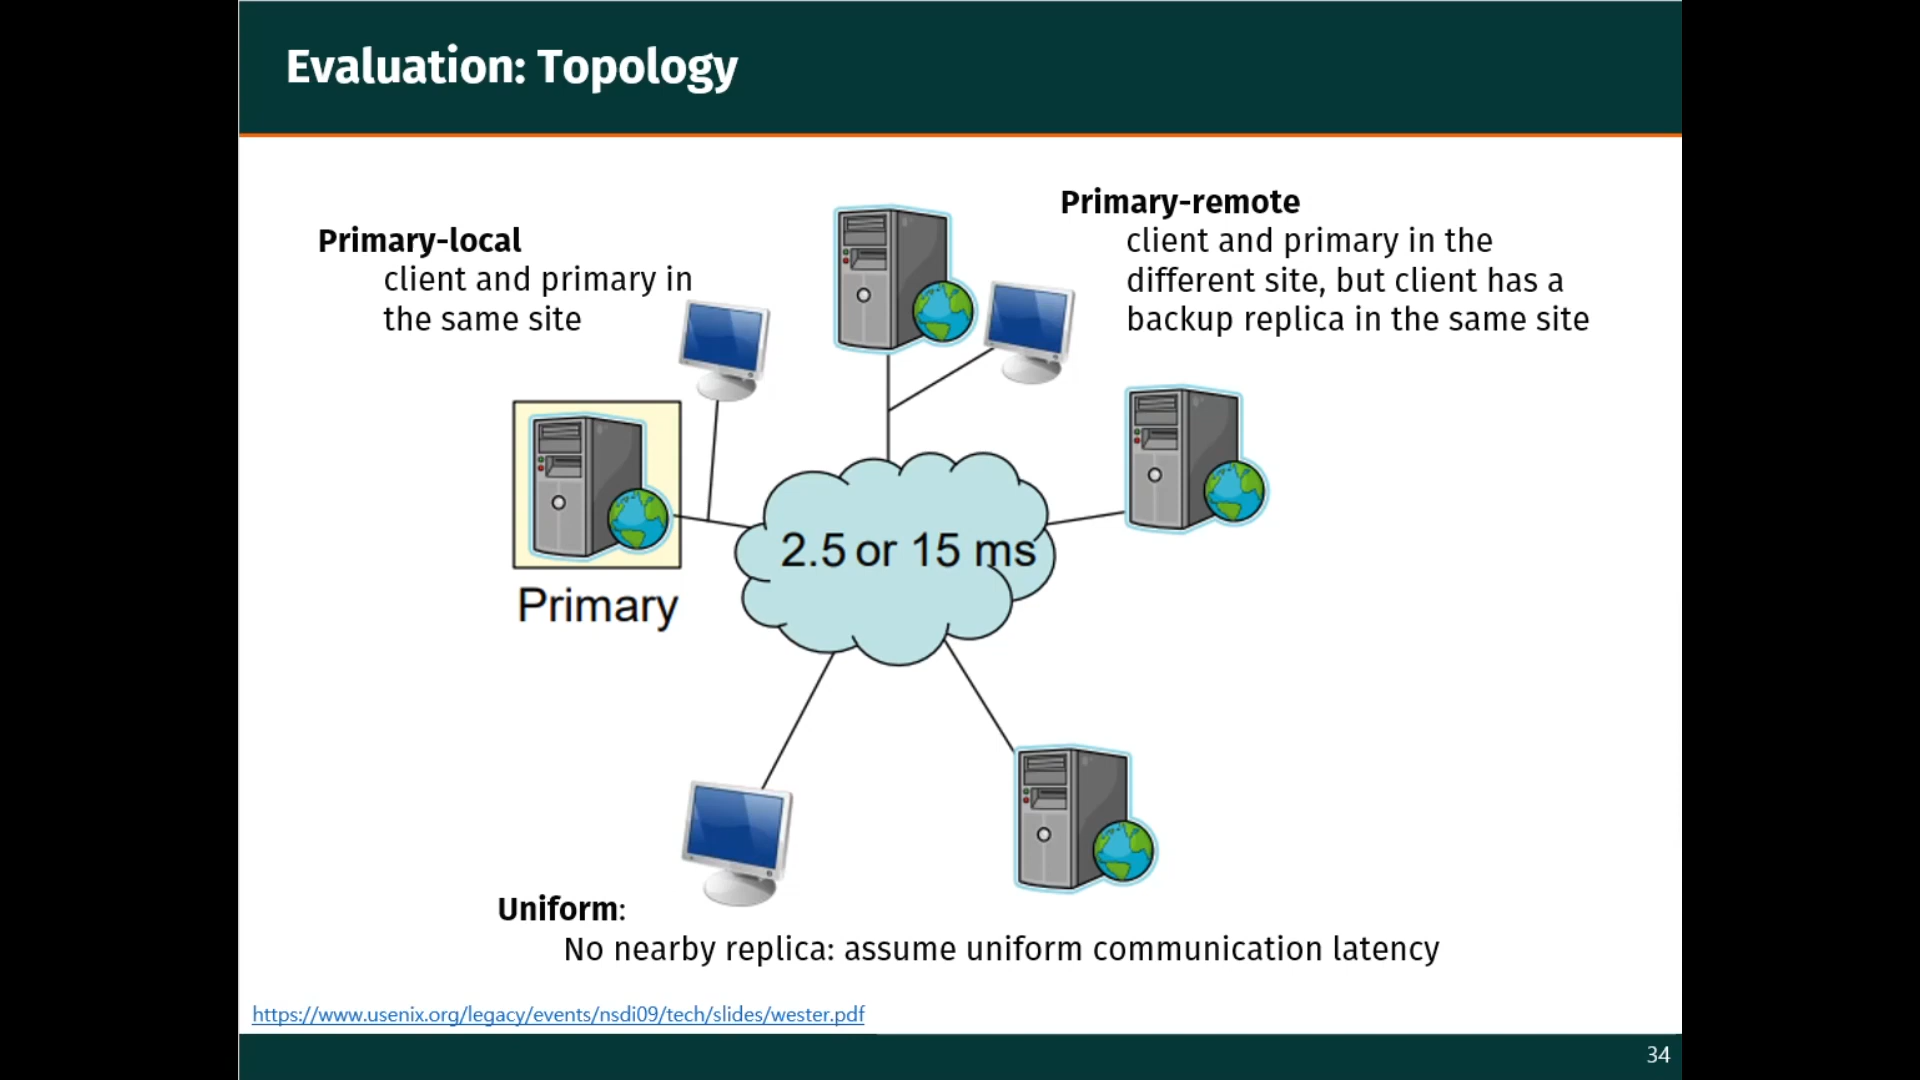 Evaluation: Topology
Primary-local
client and primary in
the same site
Primary-remote
client and primary in the
different site, but client has a
backup replica in the same site
2.5 or 15 ms
Primary
Uniform:
No nearby replica: assume uniform communication latency
https://www.usenix.org/legacy/events/nsdi09/tech/slides/wester.pdf
34